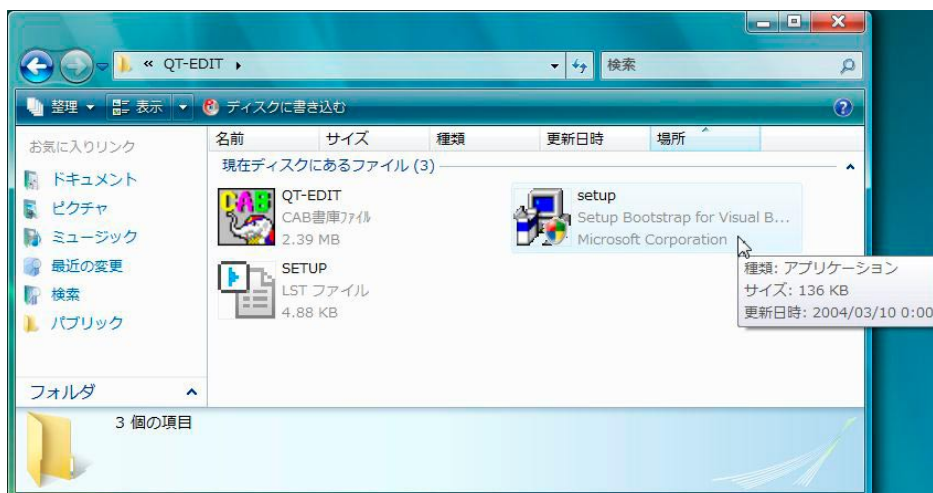 « QT-EDIT
検索
整理 表示 ディスクに書き込む
お気に入りリンク
ドキュメント
ピクチャ
ミュージック
最近の変更
検索
パブリック
フォルダ
名前 サイズ 種類 更新日時 場所
現在ディスクにあるファイル (3)
QT-EDIT
CAB書庫ファイル
2.39 MB
setup
Setup Bootstrap for Visual B...
Microsoft Corporation
SETUP
LST ファイル
4.88 KB
種類: アプリケーション
サイズ: 136 KB
更新日時: 2004/03/10 0:00
3 個の項目